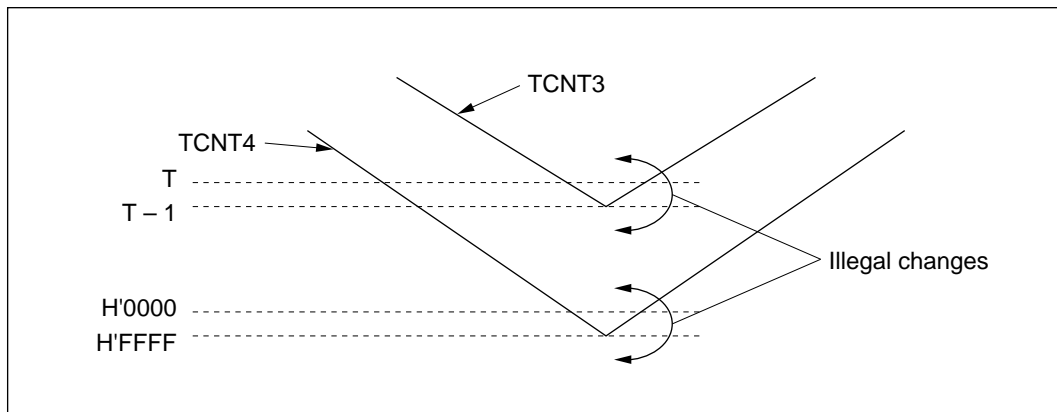 TCNT3
TCNT4
T
T – 1
Illegal changes
H'0000
H'FFFF